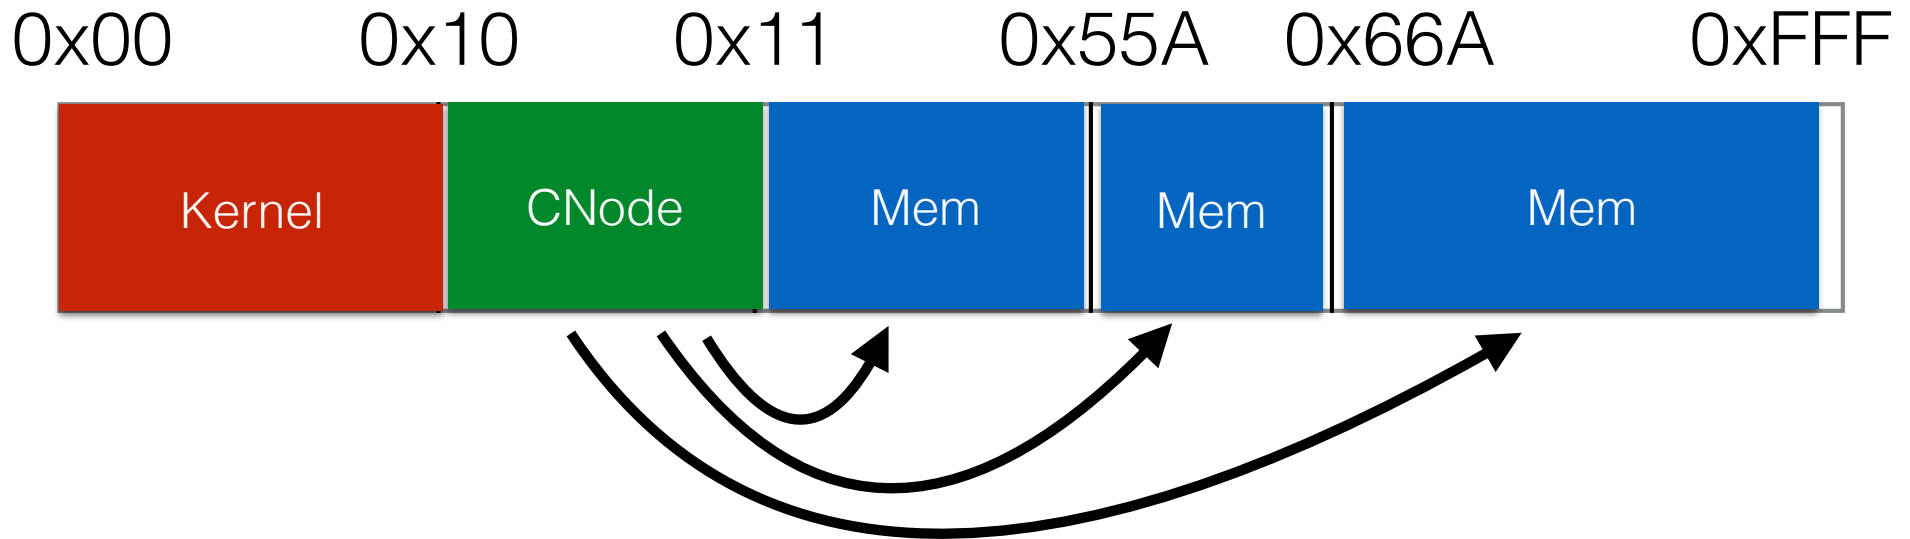 0x00 0x10 0x11 0x55A 0x66A 0xFFF
Kernel CNode Mem Mem Mem